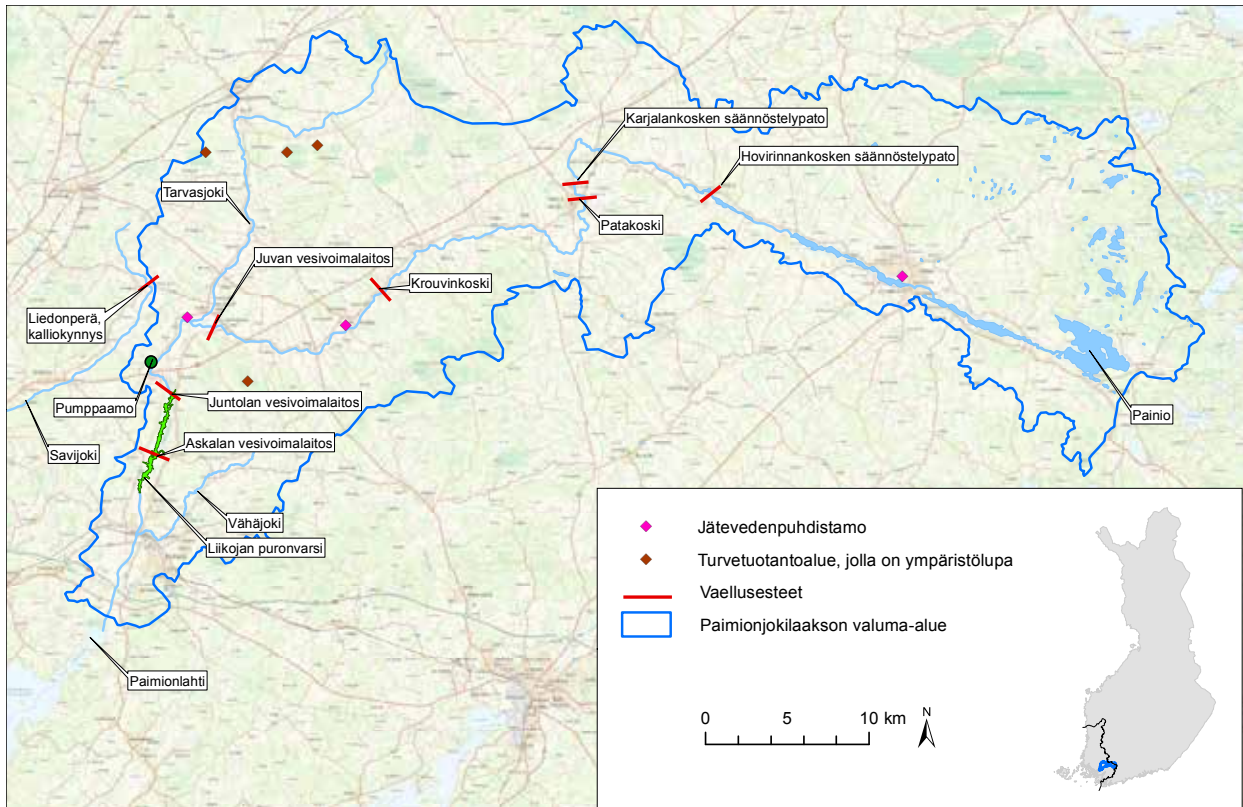 Karjalankosken säännöstelypato
Hovirinnankosken säännöstelypato
Tarvasjoki
Patakoski
Juvan vesivoimalaitos
Krouvinkoski
Liedonperä,
kalliokynnys
Pumppaamo
Juntolan vesivoimalaitos
Painio
Savijoki
Askalan vesivoimalaitos
Vähäjoki
Liikojan puronvarsi
Paimionlahti
Jätevedenpuhdistamo
Turvetuotantoalue, jolla on ympäristölupa
Vaellusesteet
Paimionjokilaakson valuma-alue
0 5 10 km
N